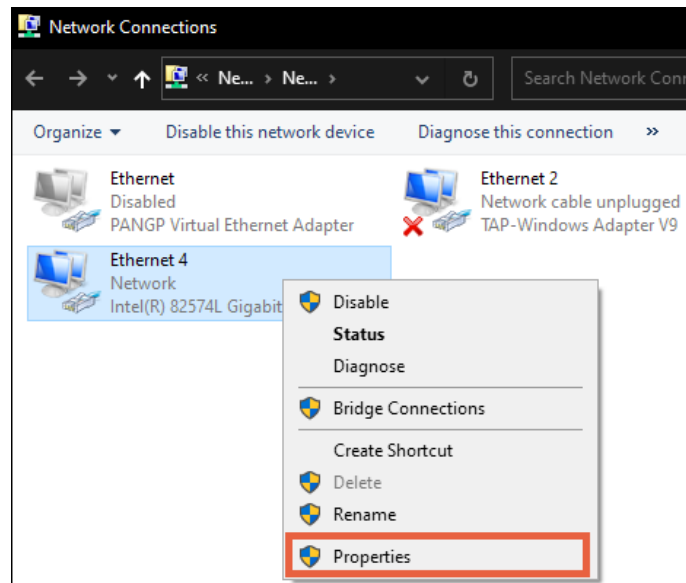 Network Connections
« Ne... › Ne... ›
Search Network Con
Organize Disable this network device Diagnose this connection »
Ethernet
Disabled
PANGP Virtual Ethernet Adapter
Ethernet 2
Network cable unplugged
TAP-Windows Adapter V9
Ethernet 4
Network
Intel(R) 82574L Gigabit
Disable
Status
Diagnose
Bridge Connections
Create Shortcut
Delete
Rename
Properties